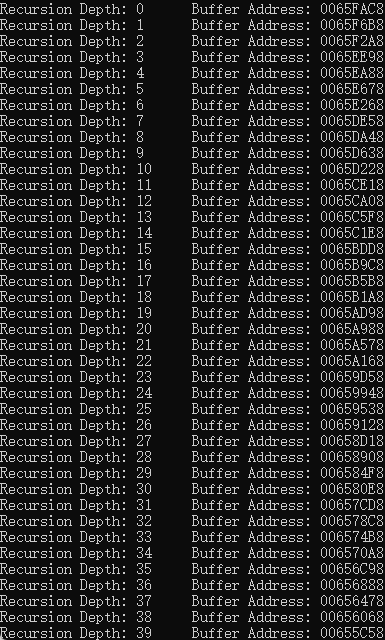 Recursion Depth: 0 Buffer Address: 0065FAC8
Recursion Depth: 1 Buffer Address: 0065F6B8
Recursion Depth: 2 Buffer Address: 0065F2A8
Recursion Depth: 3 Buffer Address: 0065EE98
Recursion Depth: 4 Buffer Address: 0065EA88
Recursion Depth: 5 Buffer Address: 0065E678
Recursion Depth: 6 Buffer Address: 0065E268
Recursion Depth: 7 Buffer Address: 0065DE58
Recursion Depth: 8 Buffer Address: 0065DA48
Recursion Depth: 9 Buffer Address: 0065D638
Recursion Depth: 10 Buffer Address: 0065D228
Recursion Depth: 11 Buffer Address: 0065CE18
Recursion Depth: 12 Buffer Address: 0065CA08
Recursion Depth: 13 Buffer Address: 0065C5F8
Recursion Depth: 14 Buffer Address: 0065C1E8
Recursion Depth: 15 Buffer Address: 0065BDD8
Recursion Depth: 16 Buffer Address: 0065B9C8
Recursion Depth: 17 Buffer Address: 0065B5B8
Recursion Depth: 18 Buffer Address: 0065B1A8
Recursion Depth: 19 Buffer Address: 0065AD98
Recursion Depth: 20 Buffer Address: 0065A988
Recursion Depth: 21 Buffer Address: 0065A578
Recursion Depth: 22 Buffer Address: 0065A168
Recursion Depth: 23 Buffer Address: 00659D58
Recursion Depth: 24 Buffer Address: 00659948
Recursion Depth: 25 Buffer Address: 00659538
Recursion Depth: 26 Buffer Address: 00659128
Recursion Depth: 27 Buffer Address: 00658D18
Recursion Depth: 28 Buffer Address: 00658908
Recursion Depth: 29 Buffer Address: 006584F8
Recursion Depth: 30 Buffer Address: 006580E8
Recursion Depth: 31 Buffer Address: 00657CD8
Recursion Depth: 32 Buffer Address: 006578C8
Recursion Depth: 33 Buffer Address: 006574B8
Recursion Depth: 34 Buffer Address: 006570A8
Recursion Depth: 35 Buffer Address: 00656C98
Recursion Depth: 36 Buffer Address: 00656888
Recursion Depth: 37 Buffer Address: 00656478
Recursion Depth: 38 Buffer Address: 00656068
Recursion Depth: 39 Buffer Address: 00655C58